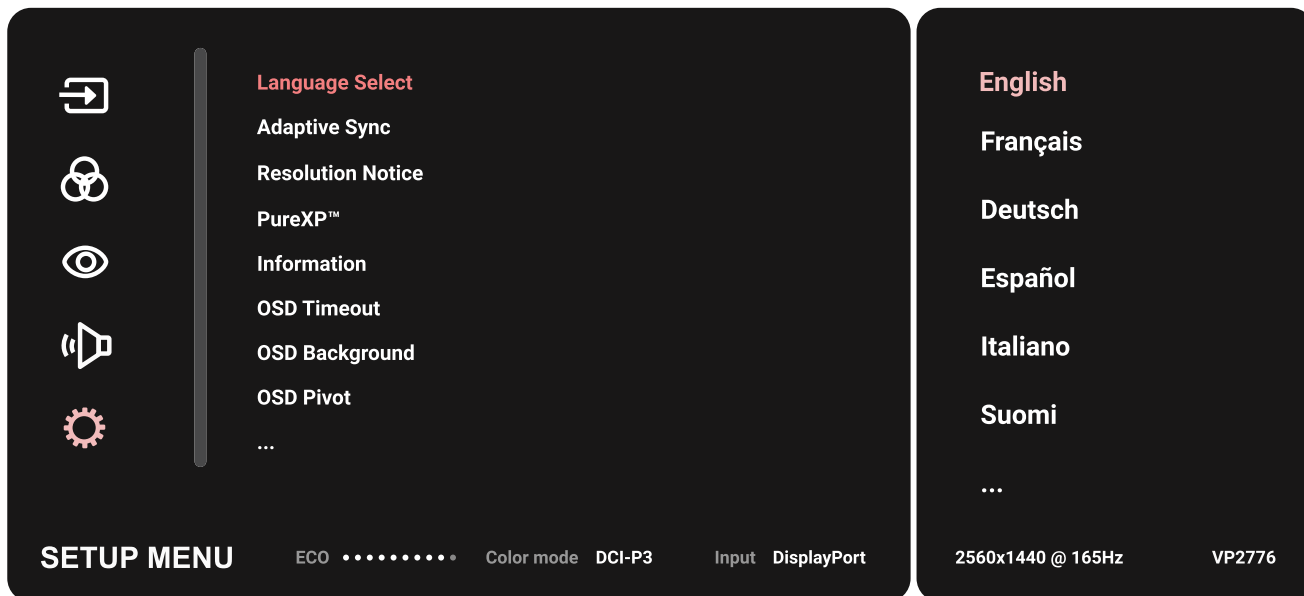 Language Select
Adaptive Sync
Resolution Notice
PureXP™
Information
OSD Timeout
OSD Background
OSD Pivot
...
English
Français
Deutsch
Español
Italiano
Suomi
...
SETUP MENU ECO Color mode DCI-P3 Input DisplayPort 2560x1440 @ 165Hz VP2776